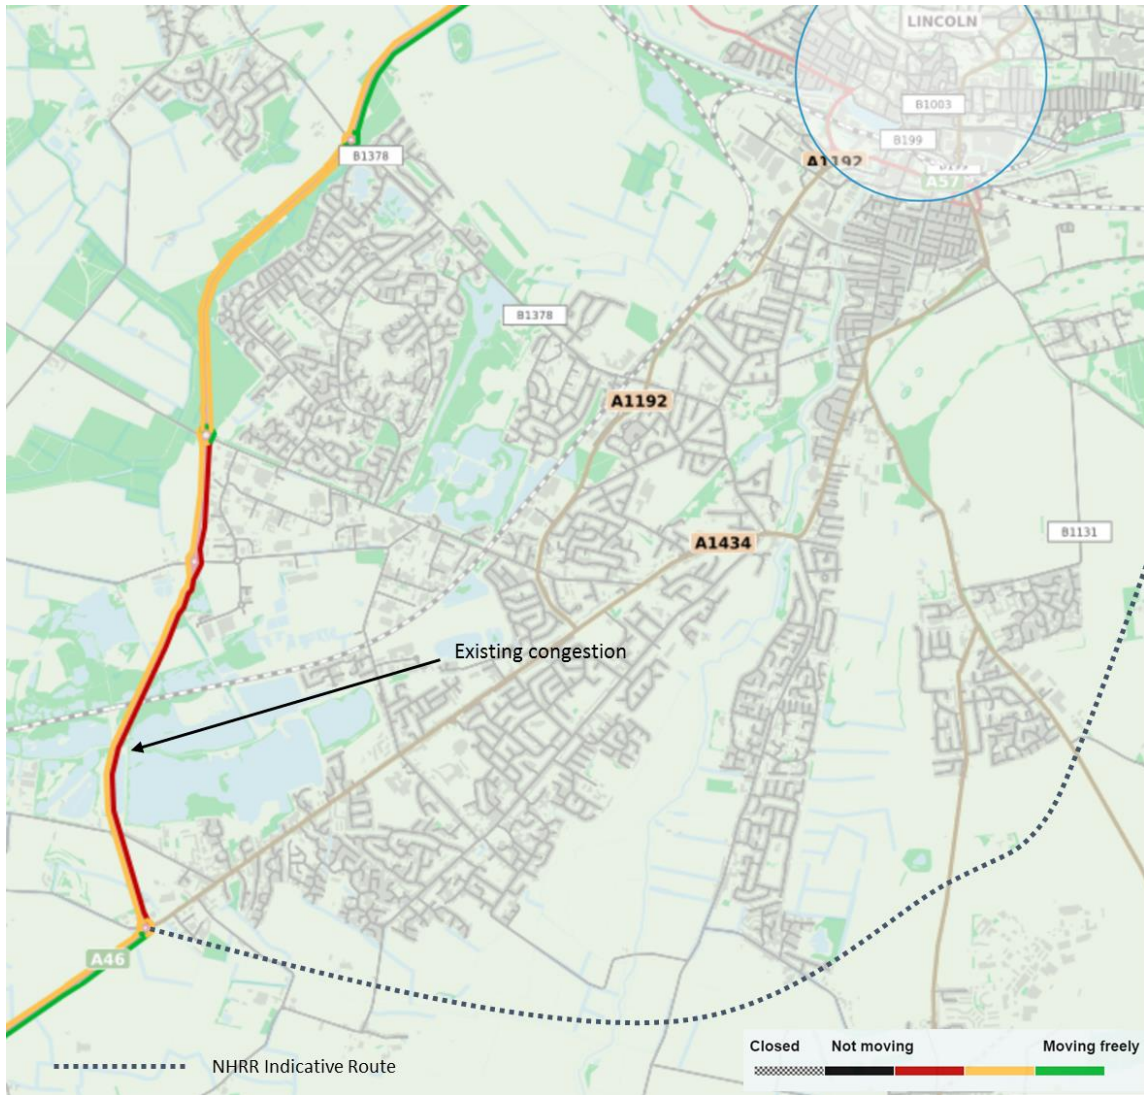 LINCOLN
B1003
B199
B1378
A1192
A57
B1378
A1192
B1131
A1434
Existing congestion
A46
Closed Not moving Moving freely
NHRR Indicative Route